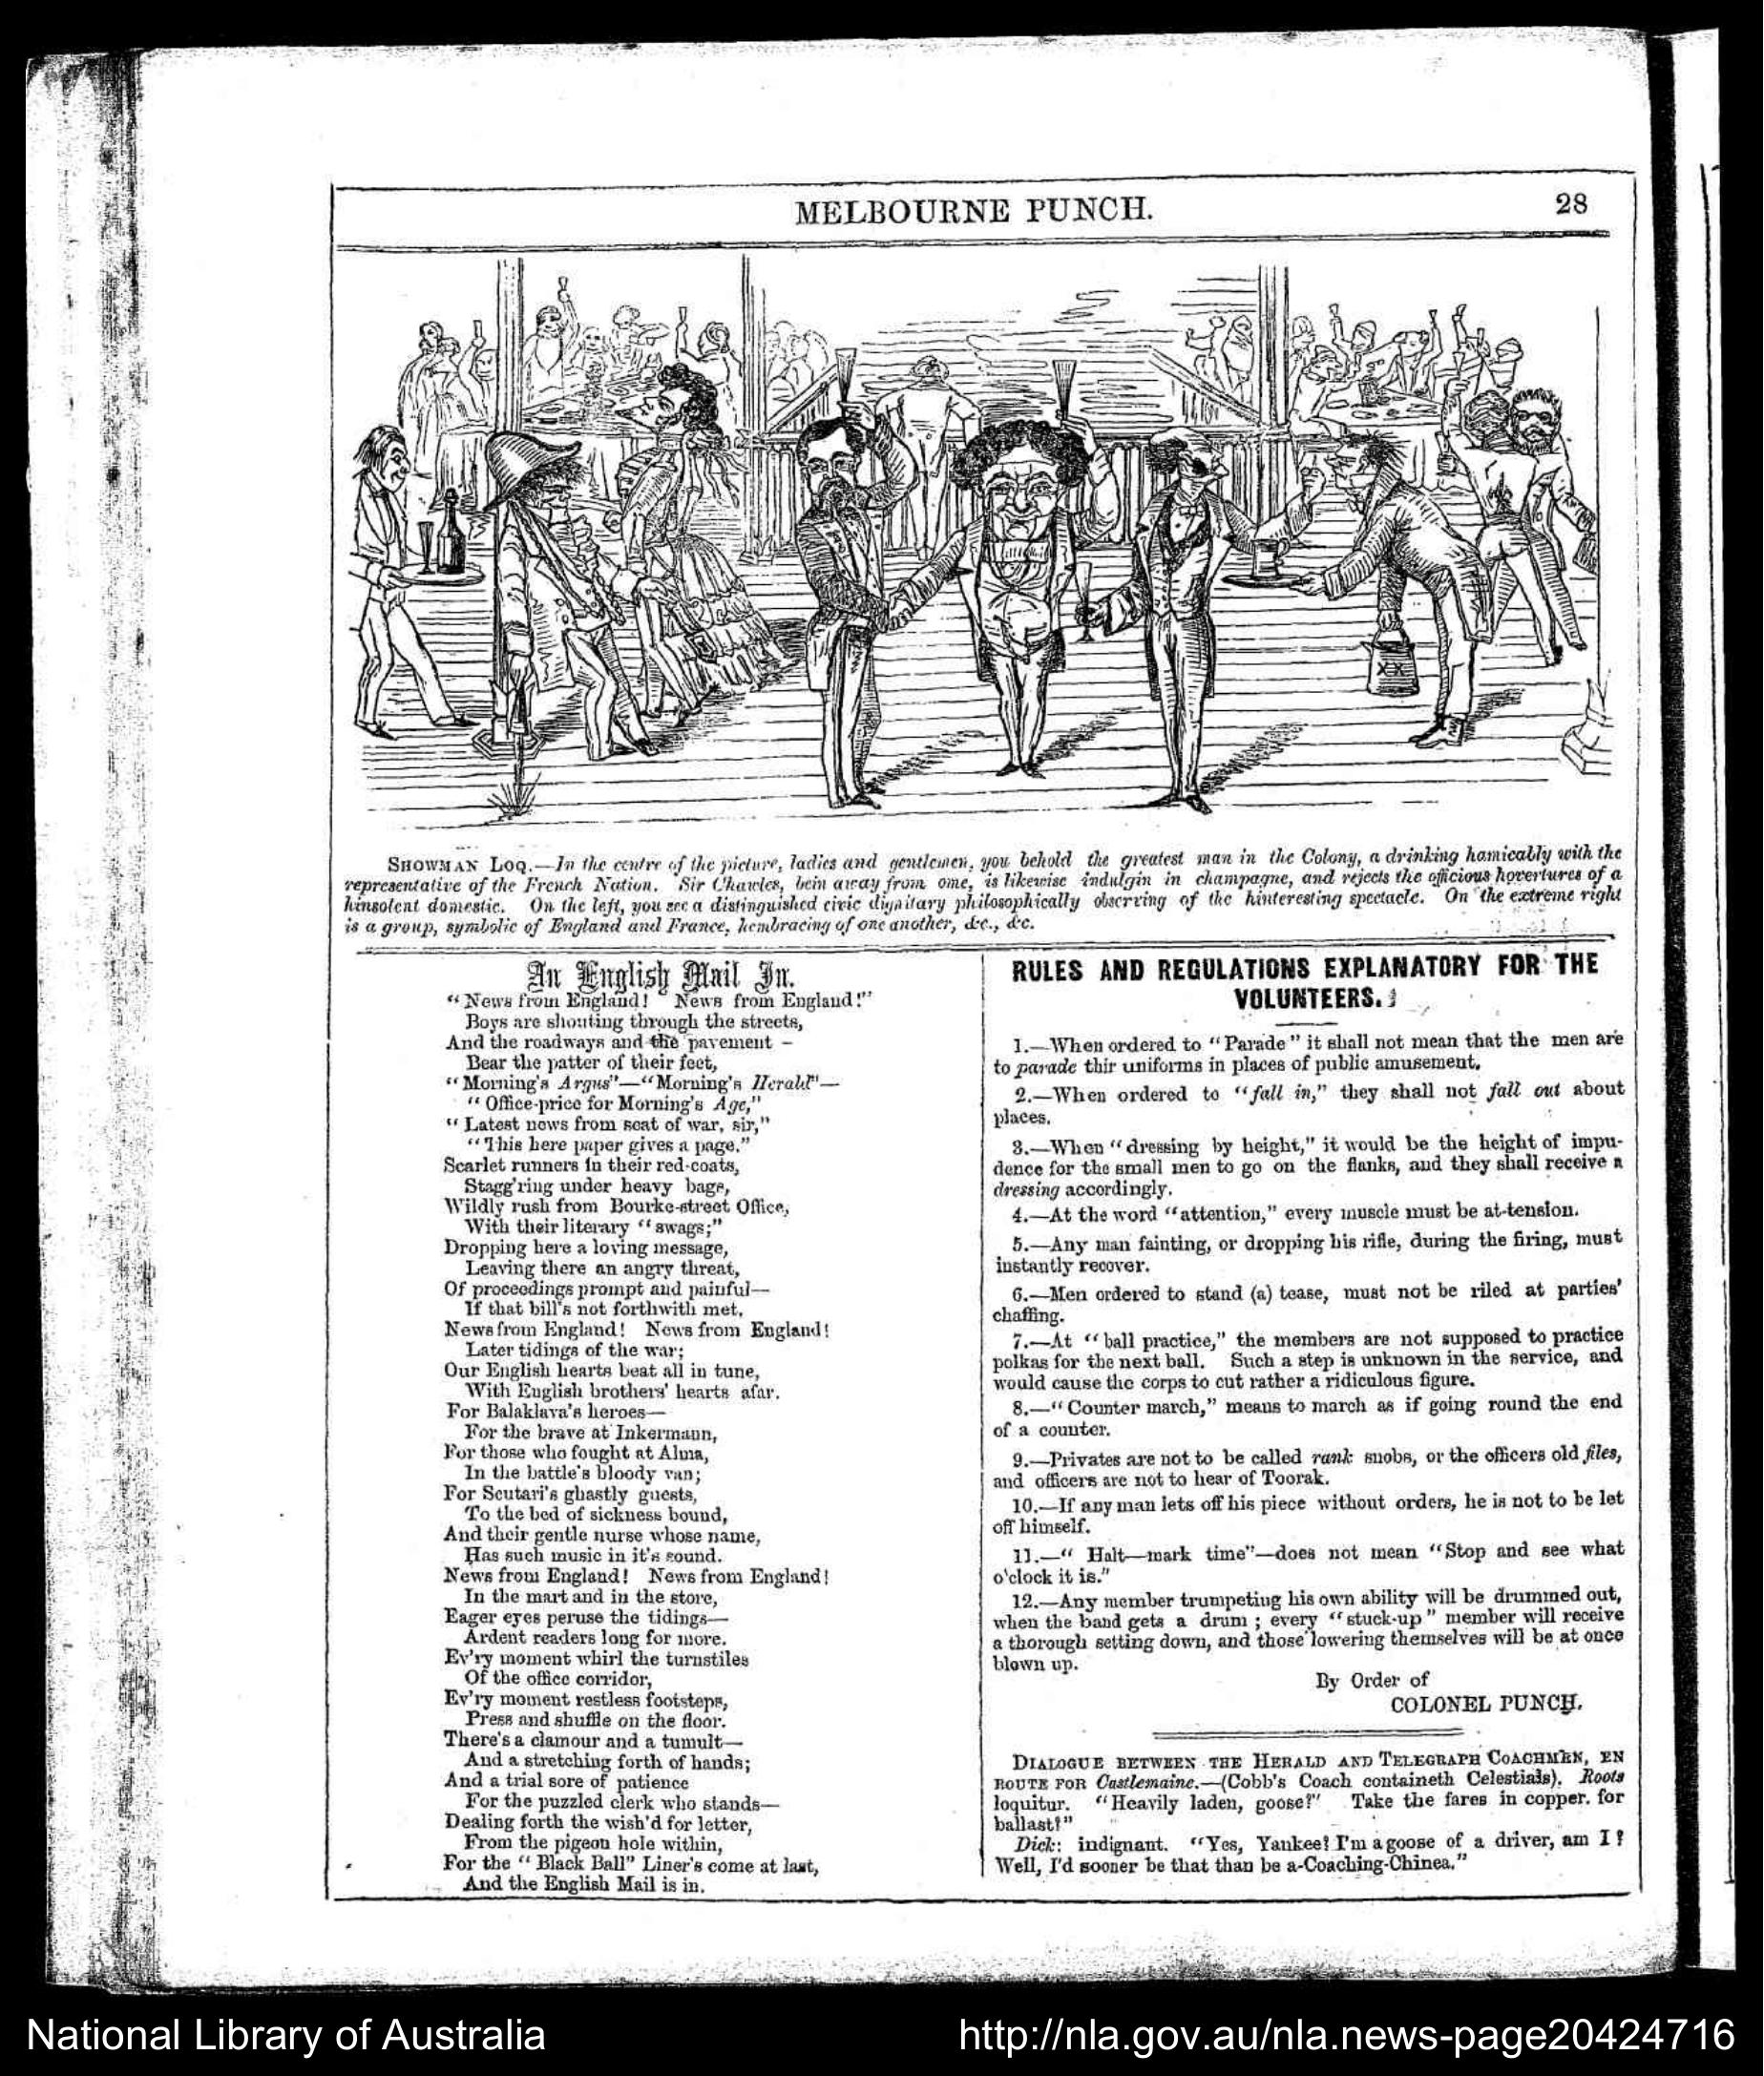 MELBOURNE PUNCH.
28
XX
SHOWMAN LOQ.—In the centre of the picture, ladies and gentlemen, you behold the greatest man in the Colony, a drinking hamicably with the
representative of the French Nation. Sir Chawles, bein away from ome, is likewise indulgin in champagne, and rejects the officious hovertures of a
hinsolent domestic. On the left, you see a distinguished civic dignitary philosophically observing of the hinteresting spectacle. On the extreme right
is a group, symbolic of England and France, hembracing of one another, &c., &c.
An English Mail In.
“News from England! News from England!”
Boys are shouting through the streets,
And the roadways and the pavement –
Bear the patter of their feet,
“Morning's Argus”—“Morning's Herald”—
“Office-price for Morning's Age,”
“Latest news from seat of war, sir,”
“This here paper gives a page.”
Scarlet runners in their red-coats,
Stagg'ring under heavy bags,
Wildly rush from Bourke-street Office,
With their literary “swags;”
Dropping here a loving message,
Leaving there an angry threat,
Of proceedings prompt and painful—
If that bill's not forthwith met.
News from England! News from England!
Later tidings of the war;
Our English hearts beat all in tune,
With English brothers' hearts afar.
For Balaklava's heroes—
For the brave at Inkermann,
For those who fought at Alma,
In the battle's bloody van;
For Scutari's ghastly guests,
To the bed of sickness bound,
And their gentle nurse whose name,
Has such music in it's sound.
News from England! News from England!
In the mart and in the store,
Eager eyes peruse the tidings—
Ardent readers long for more.
Ev'ry moment whirl the turnstiles
Of the office corridor,
Ev'ry moment restless footsteps,
Press and shuffle on the floor.
There's a clamour and a tumult—
And a stretching forth of hands;
And a trial sore of patience
For the puzzled clerk who stands—
Dealing forth the wish'd for letter,
From the pigeon hole within,
For the “Black Ball” Liner's come at last,
And the English Mail is in.
RULES AND REGULATIONS EXPLANATORY FOR THE
VOLUNTEERS.
1.—When ordered to “Parade” it shall not mean that the men are
to parade thir uniforms in places of public amusement.
2.—When ordered to “fall in,” they shall not fall out about
places.
3.—When “dressing by height,” it would be the height of impu-
dence for the small men to go on the flanks, and they shall receive a
dressing accordingly.
4.—At the word “attention,” every muscle must be at-tension.
5.—Any man fainting, or dropping his rifle, during the firing, must
instantly recover.
6.—Men ordered to stand (a) tease, must not be riled at parties'
chaffing.
7.—At “ball practice,” the members are not supposed to practice
polkas for the next ball. Such a step is unknown in the service, and
would cause the corps to cut rather a ridiculous figure.
8.—“Counter march,” means to march as if going round the end
of a counter.
9.—Privates are not to be called rank snobs, or the officers old files,
and officers are not to hear of Toorak.
10.—If any man lets off his piece without orders, he is not to be let
off himself.
11.—“ Halt—mark time”—does not mean “Stop and see what
o'clock it is.”
12.—Any member trumpeting his own ability will be drummed out,
when the band gets a drum; every “stuck-up” member will receive
a thorough setting down, and those lowering themselves will be at once
blown up.
By Order of
COLONEL PUNCH.
DIALOGUE BETWEEN THE HERALD AND TELEGRAPH COACHMEN, EN
ROUTE FOR Castlemaine.—(Cobb's Coach containeth Celestials). Roots
loquitur. “Heavily laden, goose?” Take the fares in copper. for
ballast?”
Dick: indignant. “Yes, Yankee! I'm a goose of a driver, am I?
Well, I'd sooner be that than be a-Coaching-Chinea.”
National Library of Australia
http://nla.gov.au/nla.news-page20424716